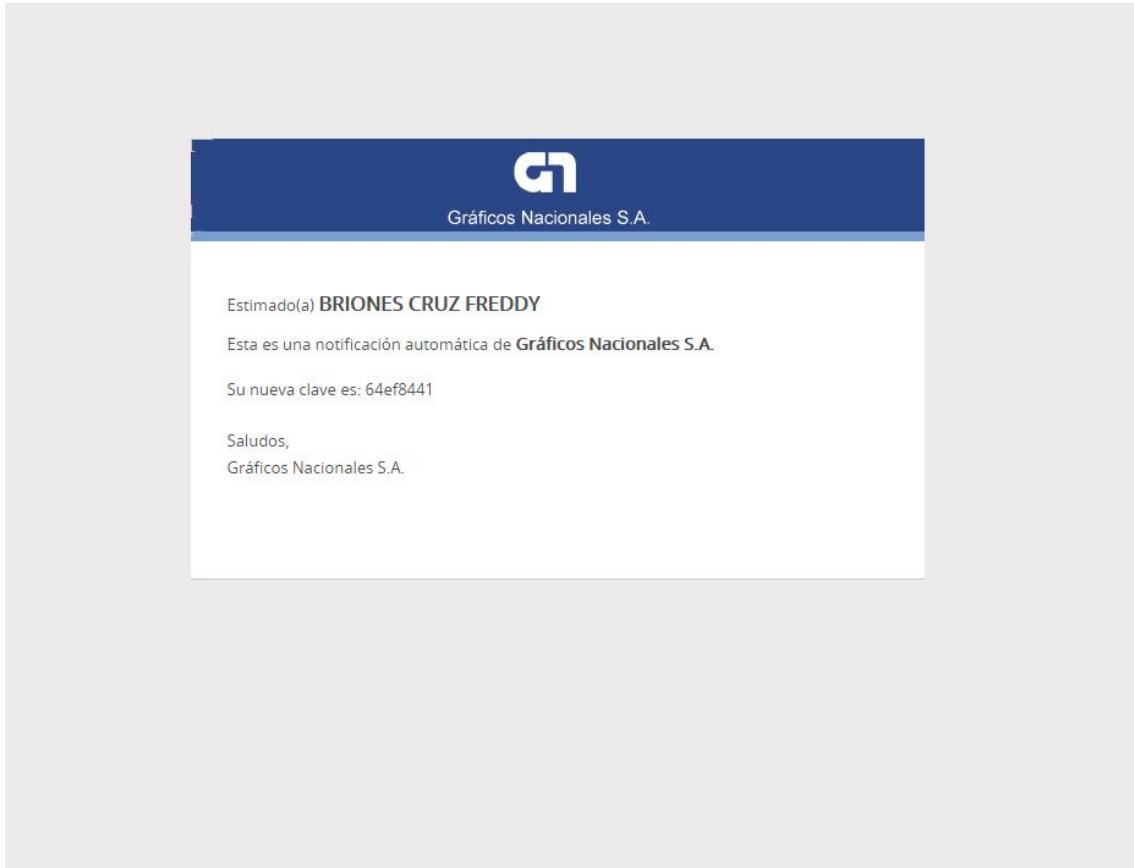 Gn
Gráficos Nacionales S.A.
Estimado(a) BRIONES CRUZ FREDDY
Esta es una notificación automática de Gráficos Nacionales S.A.
Su nueva clave es: 64ef8441
Saludos,
Gráficos Nacionales S.A.